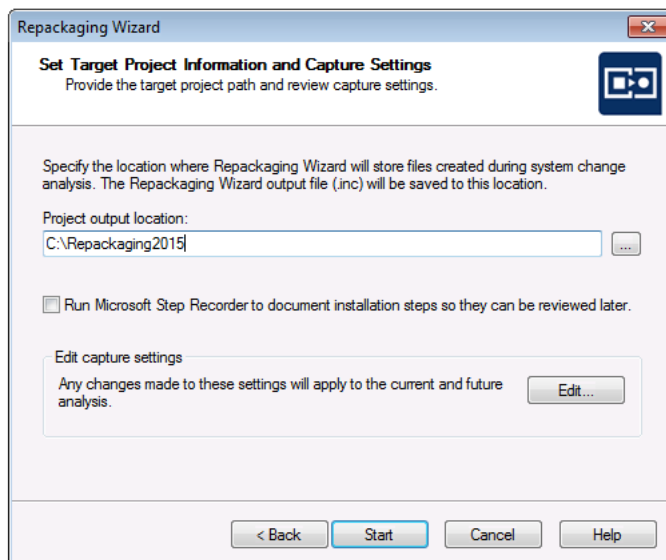 Repackaging Wizard
Set Target Project Information and Capture Settings
Provide the target project path and review capture settings.
Specify the location where Repackaging Wizard will store files created during system change
analysis. The Repackaging Wizard output file (.inc) will be saved to this location.
Project output location:
C:\Repackaging2015
...
Run Microsoft Step Recorder to document installation steps so they can be reviewed later.
Edit capture settings
Any changes made to these settings will apply to the current and future
analysis.
Edit...
< Back
Start
Cancel
Help